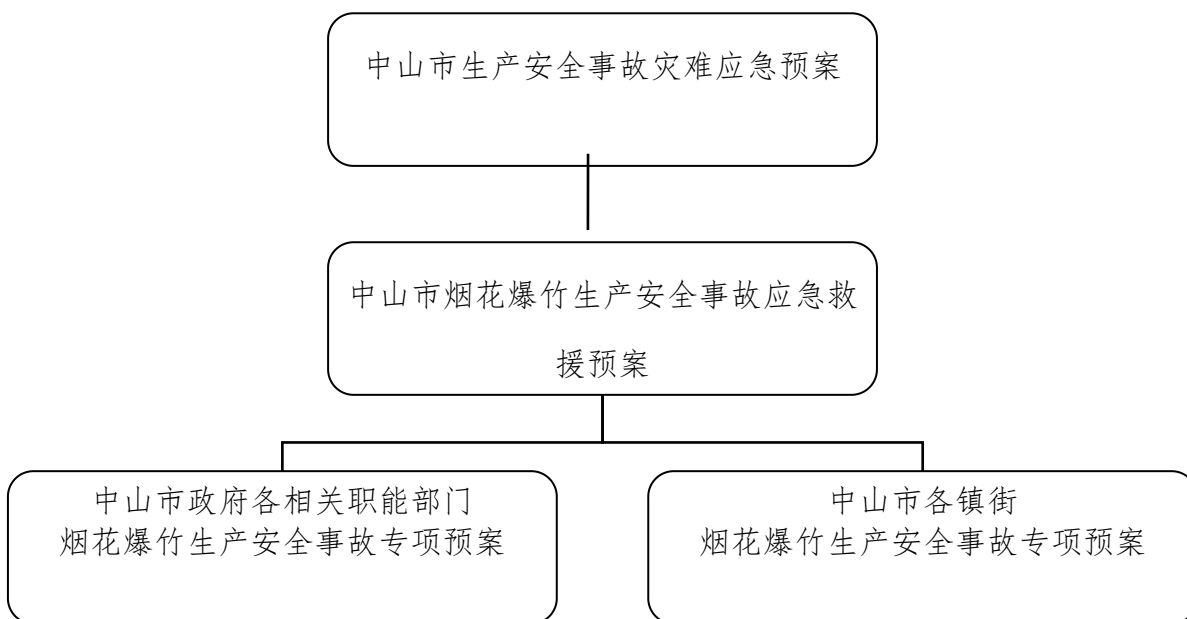 中山市生产安全事故灾难应急预案
中山市烟花爆竹生产安全事故应急救
援预案
中山市政府各相关职能部门
烟花爆竹生产安全事故专项预案
中山市各镇街
烟花爆竹生产安全事故专项预案